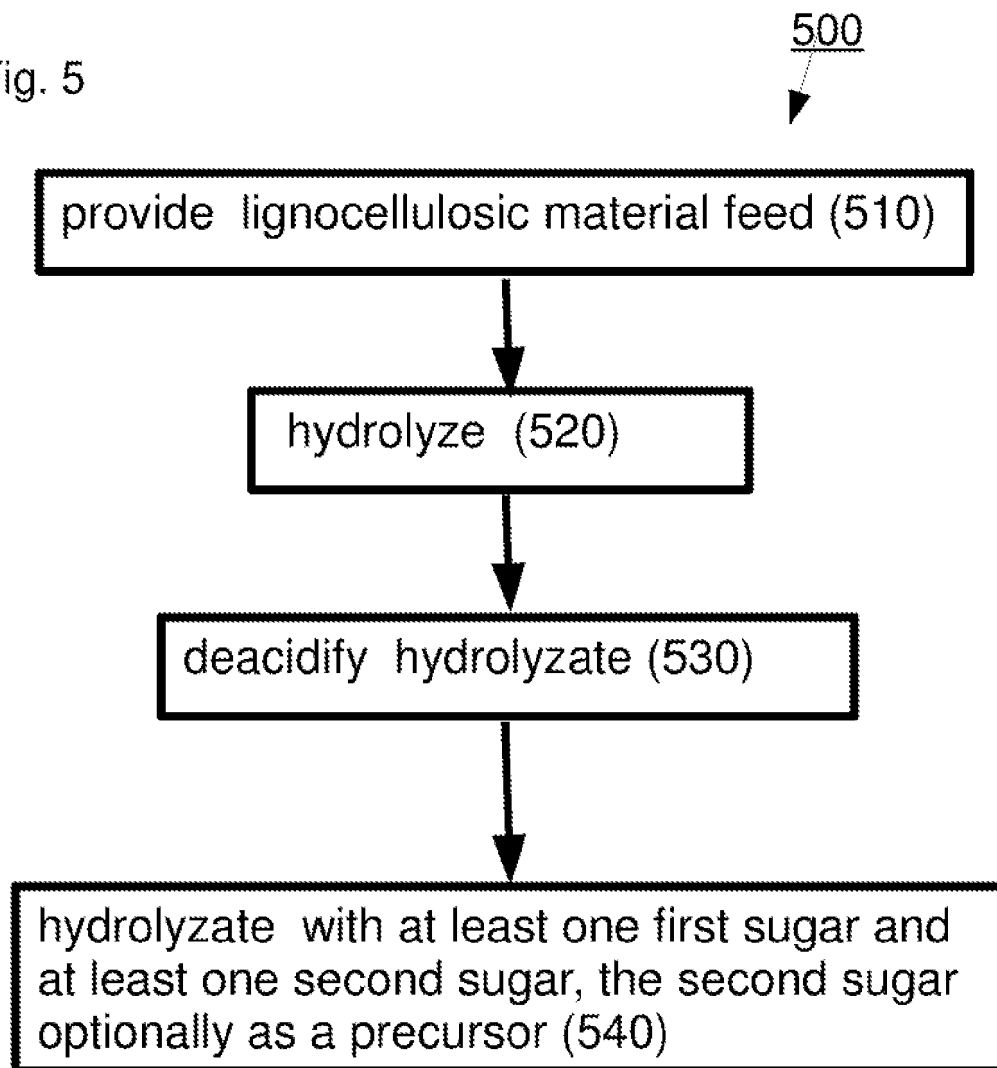 500
ig. 5
provide lignocellulosic material feed (510)
hydrolyze (520)
deacidify hydrolyzate (530)
hydrolyzate with at least one first sugar and
at least one second sugar, the second sugar
optionally as a precursor (540)